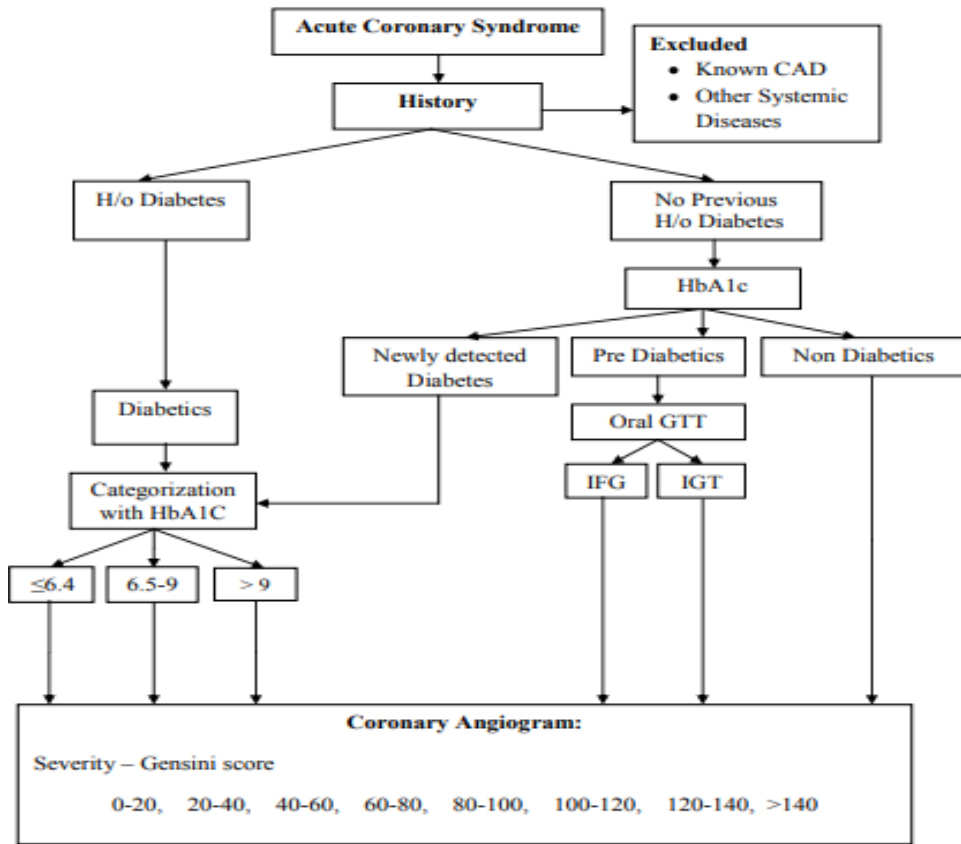 Acute Coronary Syndrome
Excluded
• Known CAD
• Other Systemic
Diseases
History
H/o Diabetes
No Previous
H/o Diabetes
HbA1c
Newly detected
Diabetes
Pre Diabetics
Non Diabetics
Diabetics
Oral GTT
Categorization
with HbA1C
IFG
IGT
≤6.4
6.5-9
> 9
Coronary Angiogram:
Severity – Gensini score
0-20, 20-40, 40-60, 60-80, 80-100, 100-120, 120-140, >140